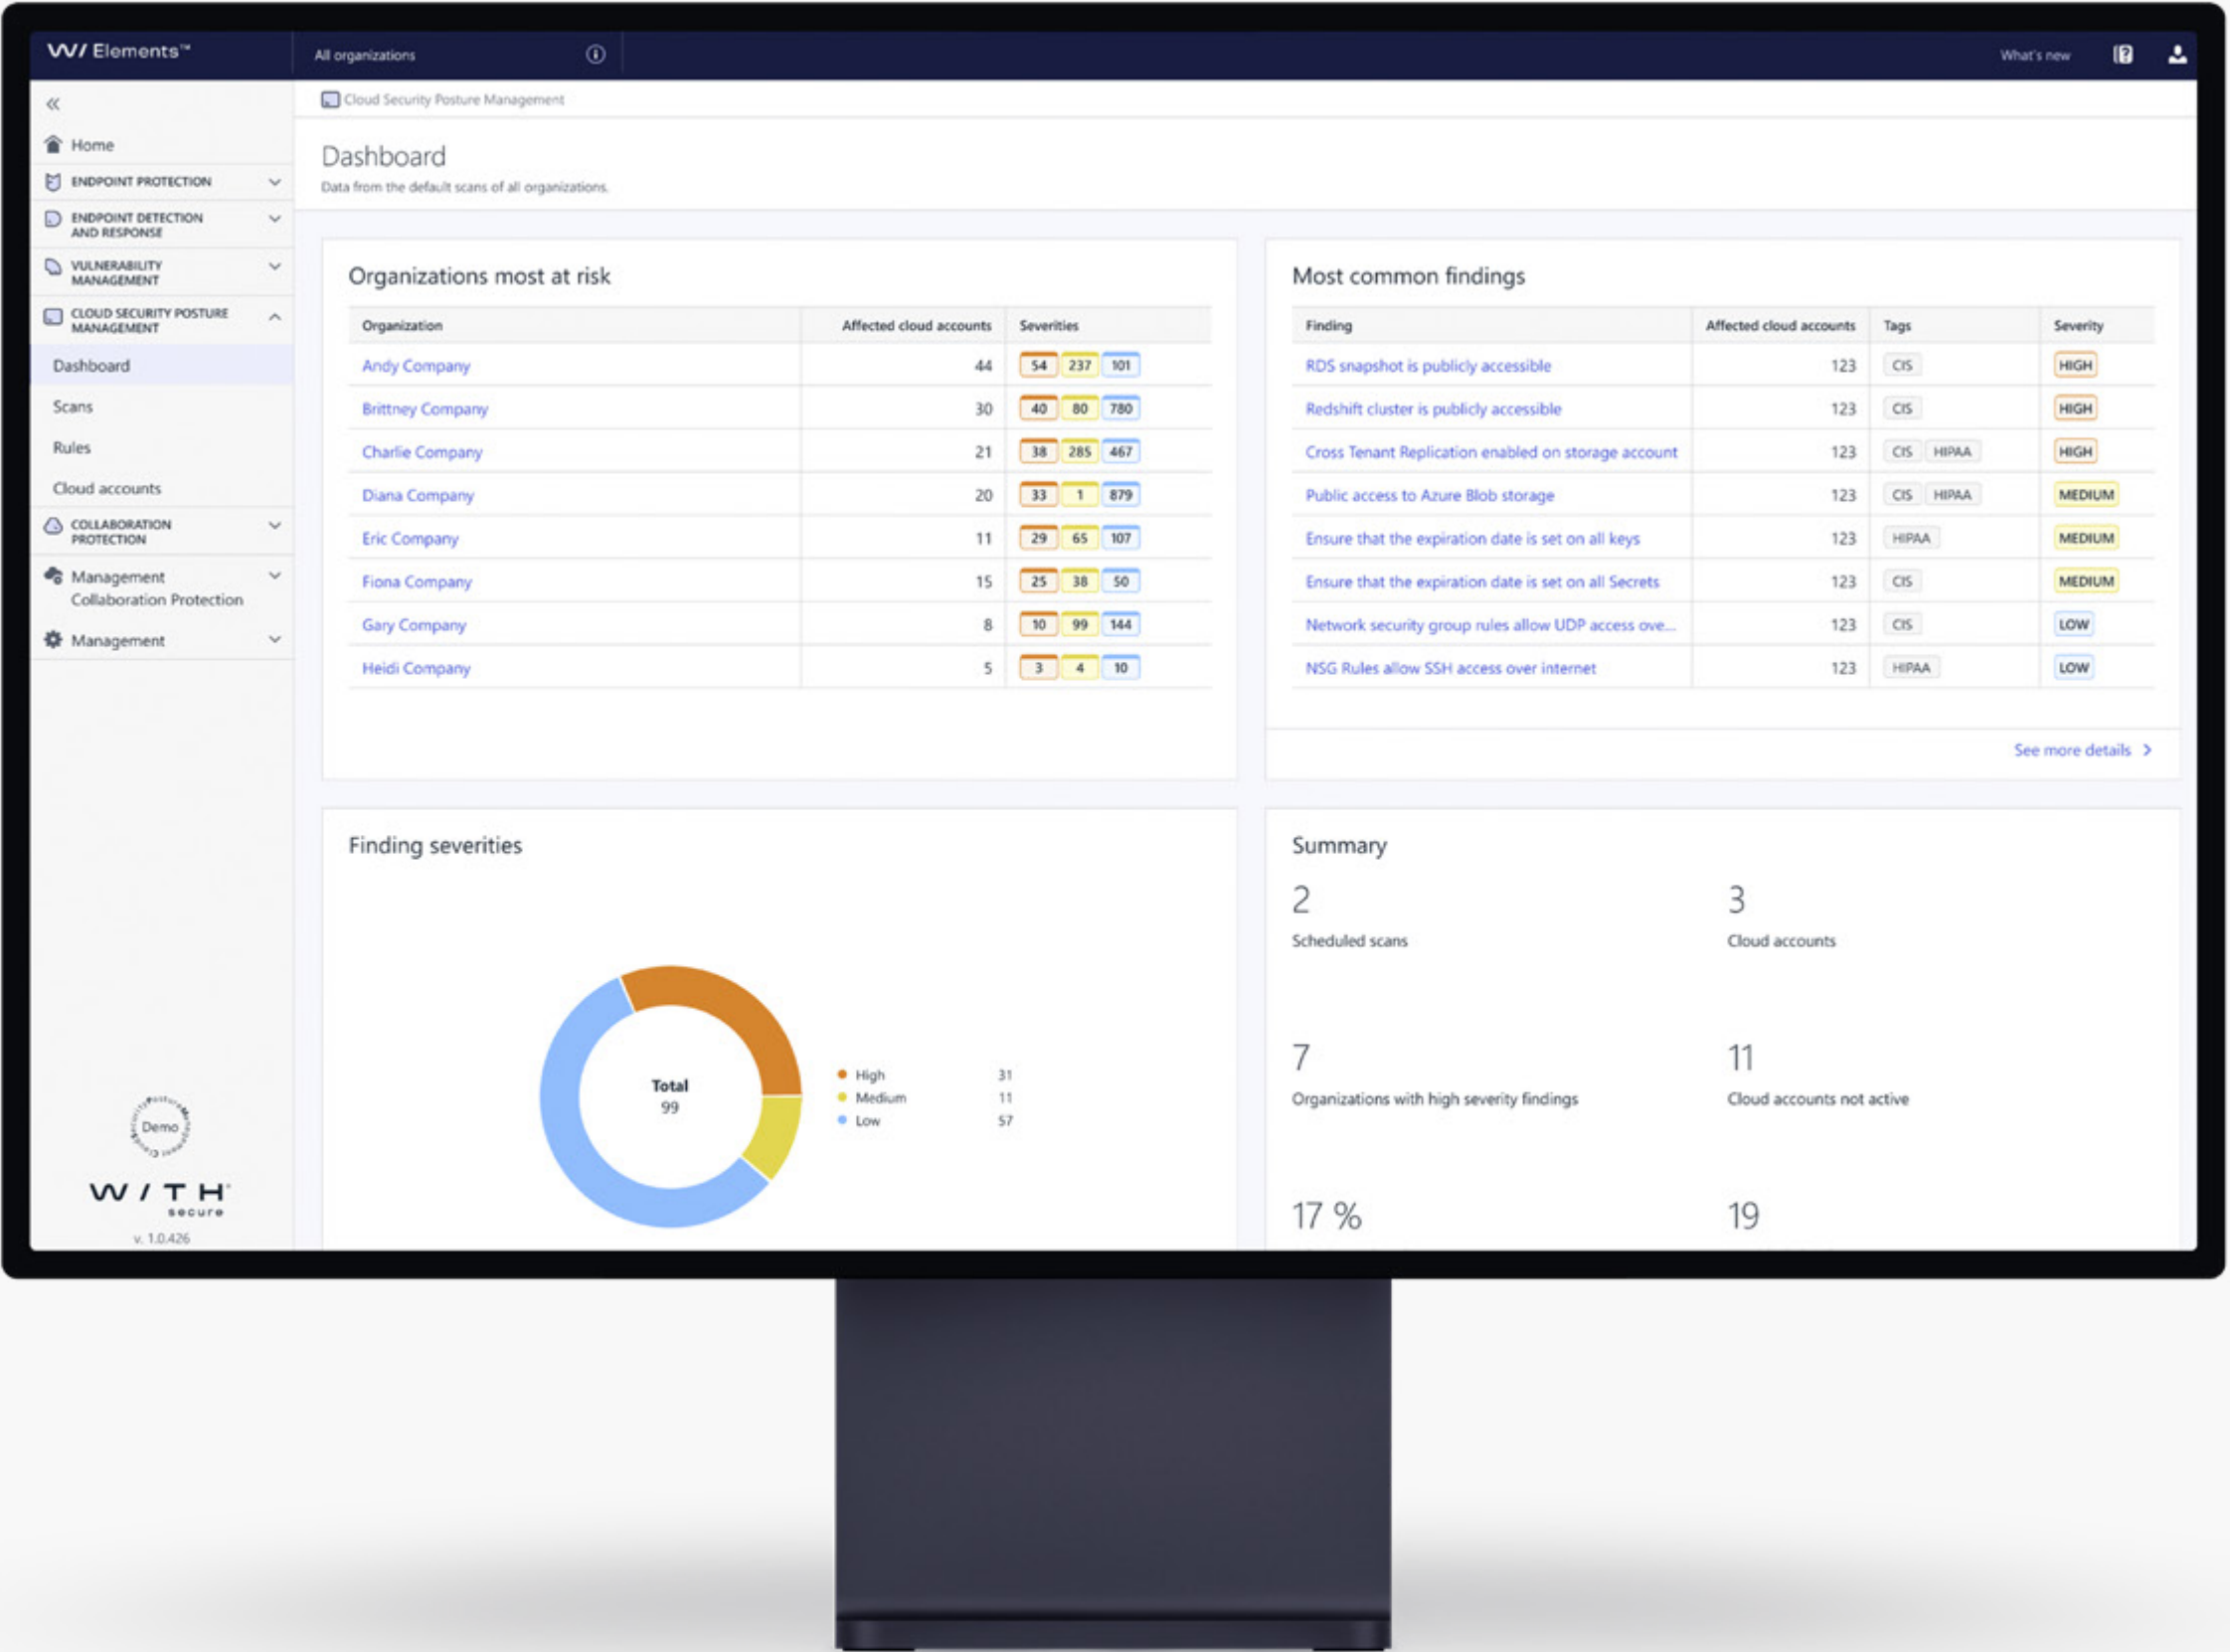 W/ Elements™
All organizations
What's new
Cloud Security Posture Management
Home
ENDPOINT PROTECTION
ENDPOINT DETECTION
AND RESPONSE
VULNERABILITY
MANAGEMENT
CLOUD SECURITY POSTURE
MANAGEMENT
Dashboard
Scans
Rules
Cloud accounts
COLLABORATION
PROTECTION
Management
Collaboration Protection
Management
Demo
W / T H
secure
v. 1.0.426
Dashboard
Data from the default scans of all organizations.
Organizations most at risk
Organization Affected cloud accounts Severities
Andy Company 44 54 237 101
Brittney Company 30 40 80 780
Charlie Company 21 38 285 467
Diana Company 20 33 1 879
Eric Company 11 29 65 107
Fiona Company 15 25 38 50
Gary Company 8 10 99 144
Heidi Company 5 3 4 10
Most common findings
Finding Affected cloud accounts Tags Severity
RDS snapshot is publicly accessible 123 CIS HIGH
Redshift cluster is publicly accessible 123 CIS HIGH
Cross Tenant Replication enabled on storage account 123 CIS HIPAA HIGH
Public access to Azure Blob storage 123 CIS HIPAA MEDIUM
Ensure that the expiration date is set on all keys 123 HIPAA MEDIUM
Ensure that the expiration date is set on all Secrets 123 CIS MEDIUM
Network security group rules allow UDP access ove... 123 CIS LOW
NSG Rules allow SSH access over internet 123 HIPAA LOW
See more details
Finding severities
Total
99
High 31
Medium 11
Low 57
Summary
2
Scheduled scans
3
Cloud accounts
7
Organizations with high severity findings
11
Cloud accounts not active
17 %
19